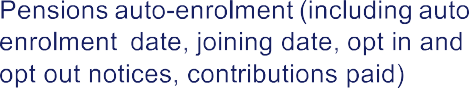 Pensions auto-enrolment (including auto
enrolment date, joining date, opt in and
opt out notices, contributions paid)